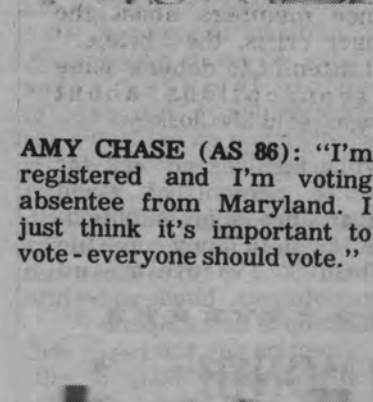 AMY CHASE (AS 86): "I'm
registered and I'm voting
absentee from Maryland. I
just think it's important to
vote - everyone should vote."